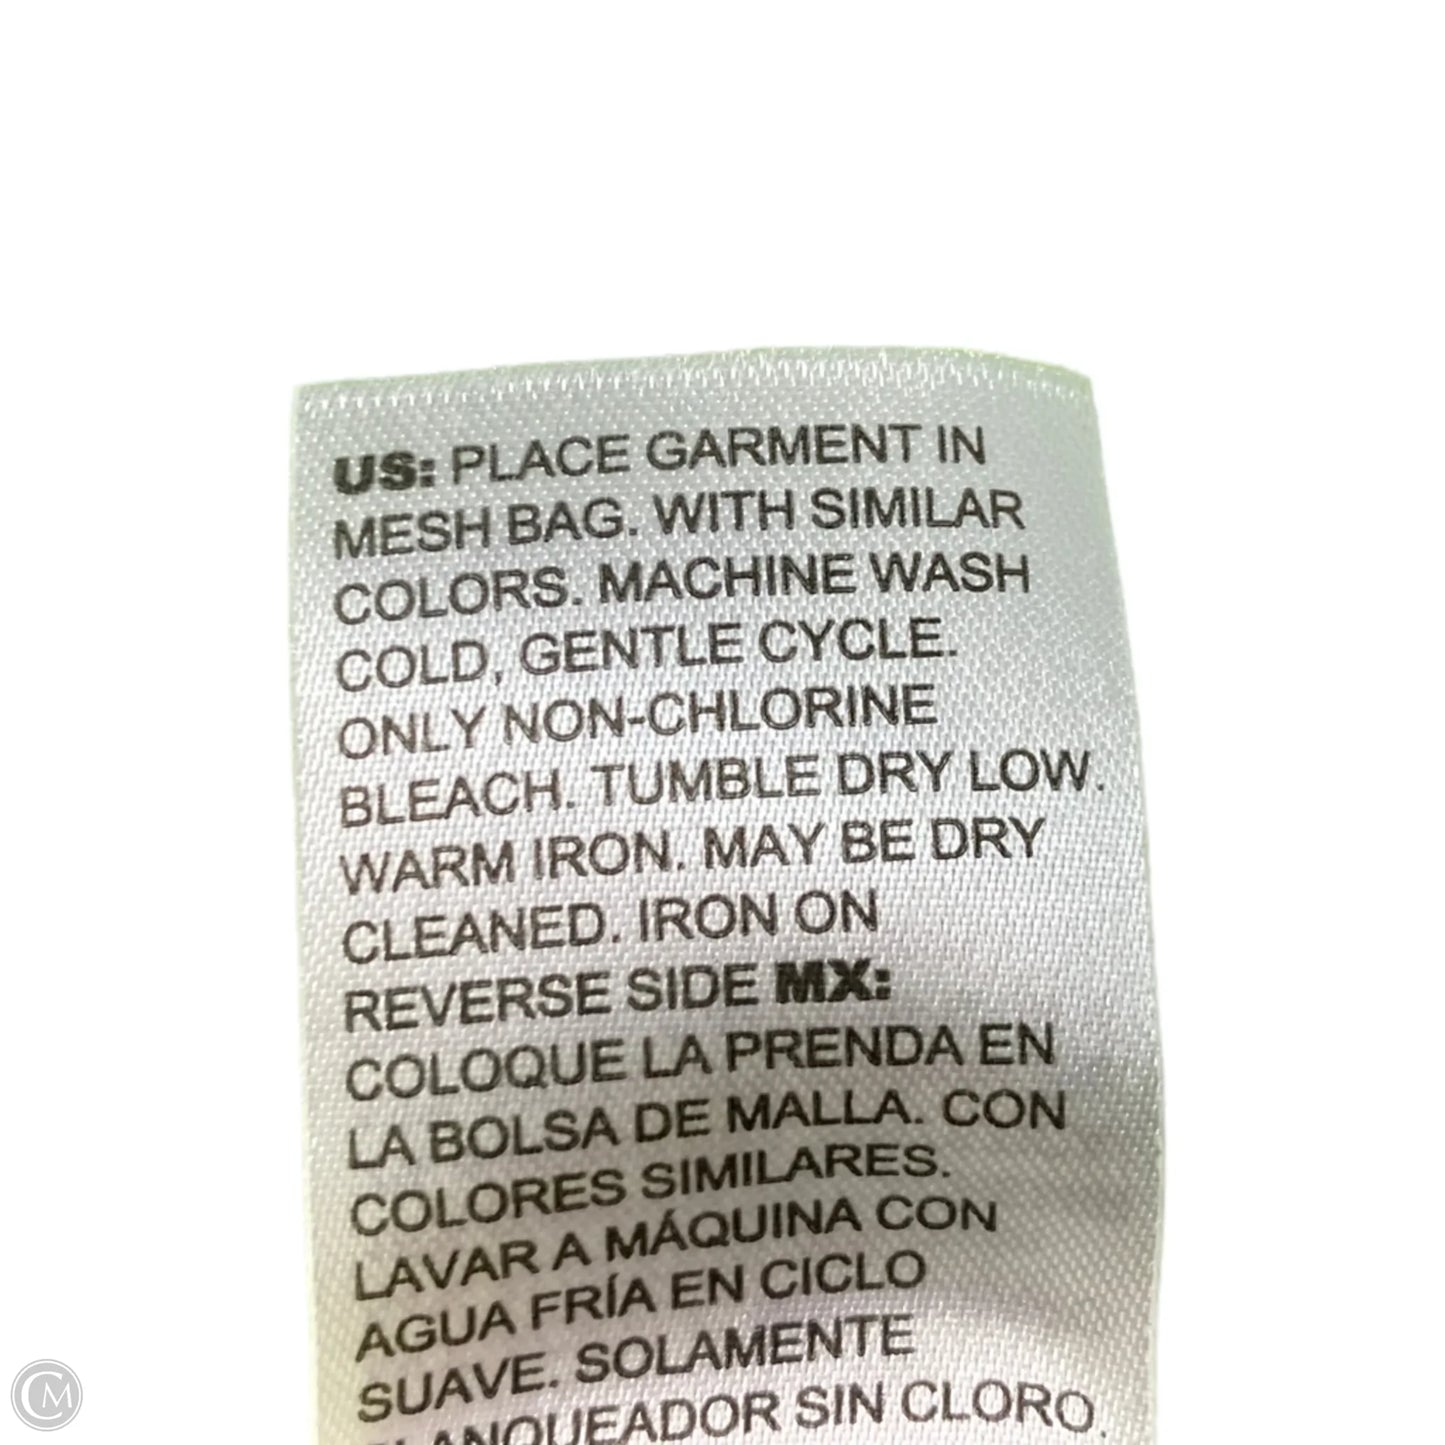 US: PLACE GARMENT IN
MESH BAG. WITH SIMILAR
COLORS. MACHINE WASH
COLD, GENTLE CYCLE.
ONLY NON-CHLORINE
BLEACH. TUMBLE DRY LOW.
WARM IRON. MAY BE DRY
CLEANED. IRON ON
REVERSE SIDE MX:
COLOQUE LA PRENDA EN
LA BOLSA DE MALLA. CON
COLORES SIMILARES.
LAVAR A MÁQUINA CON
AGUA FRÍA EN CICLO
SUAVE. SOLAMENTE
BLANQUEADOR SIN CLORO.
CM